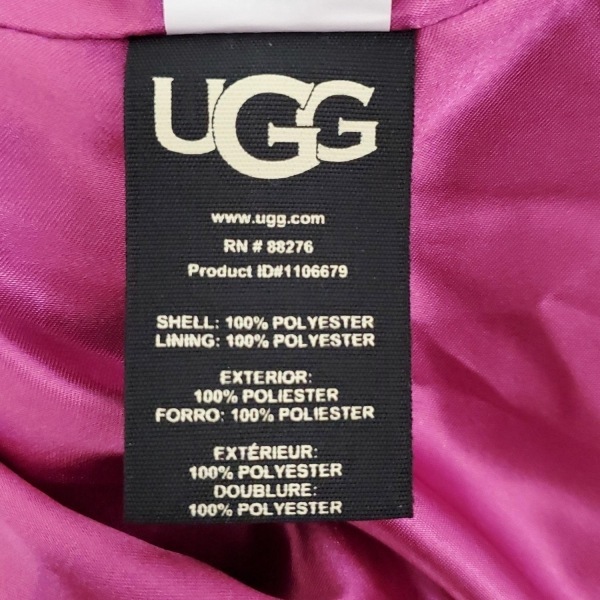 UGG
www.ugg.com
RN # 88276
Product ID#1106679
SHELL: 100% POLYESTER
LINING: 100% POLYESTER
EXTERIOR:
100% POLIESTER
FORRO: 100% POLIESTER
EXTÉRIEUR:
100% POLYESTER
DOUBLURE:
100% POLYESTER